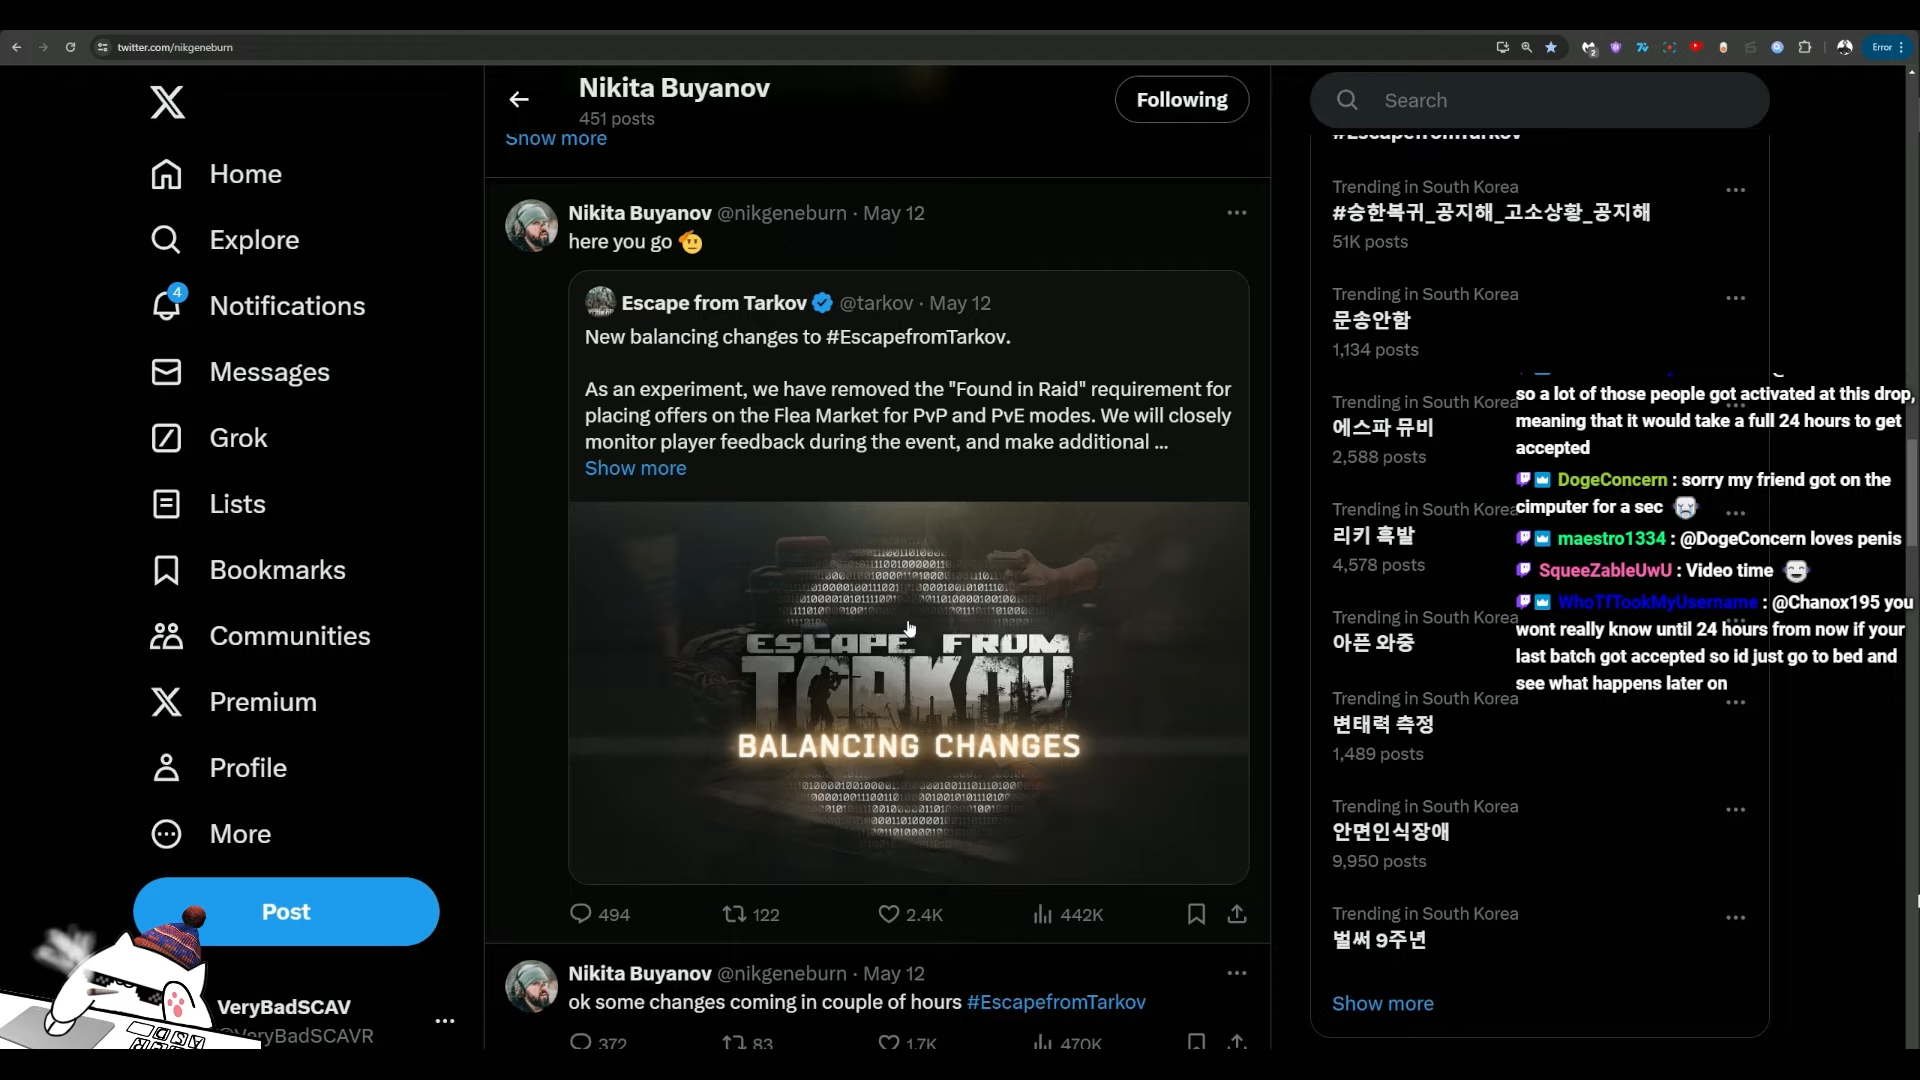 twitter.com/nikgeneburn
Error
Nikita Buyanov
451 posts
Following
Show more
Search
#EscapefromTarkov
Home
Explore
4
Notifications
Messages
Grok
Lists
Bookmarks
Communities
Premium
Profile
More
Post
VeryBadSCAV
@VeryBadSCAVR
Nikita Buyanov @nikgeneburn · May 12
here you go
Escape from Tarkov @tarkov · May 12
New balancing changes to #EscapefromTarkov.
As an experiment, we have removed the "Found in Raid" requirement for
placing offers on the Flea Market for PvP and PvE modes. We will closely
monitor player feedback during the event, and make additional ...
Show more
ESCAPE FROM
TARKOV
BALANCING CHANGES
494 122 2.4K 442K
Nikita Buyanov @nikgeneburn · May 12
ok some changes coming in couple of hours #EscapefromTarkov
372 83 1.7K 470K
Trending in South Korea
#승한복귀_공지해_고소상황_공지해
51K posts
Trending in South Korea
문송안함
1,134 posts
Trending in South Korea
에스파 뮤비
2,588 posts
Trending in South Korea
리키 흑발
4,578 posts
Trending in South Korea
아픈 와중
Trending in South Korea
변태력 측정
1,489 posts
Trending in South Korea
안면인식장애
9,950 posts
Trending in South Korea
벌써 9주년
Show more
so a lot of those people got activated at this drop,
meaning that it would take a full 24 hours to get
accepted
DogeConcern : sorry my friend got on the
cimputer for a sec
maestro1334 : @DogeConcern loves penis
SqueeZableUwU : Video time
WhoTfTookMyUsername : @Chanox195 you
wont really know until 24 hours from now if your
last batch got accepted so id just go to bed and
see what happens later on